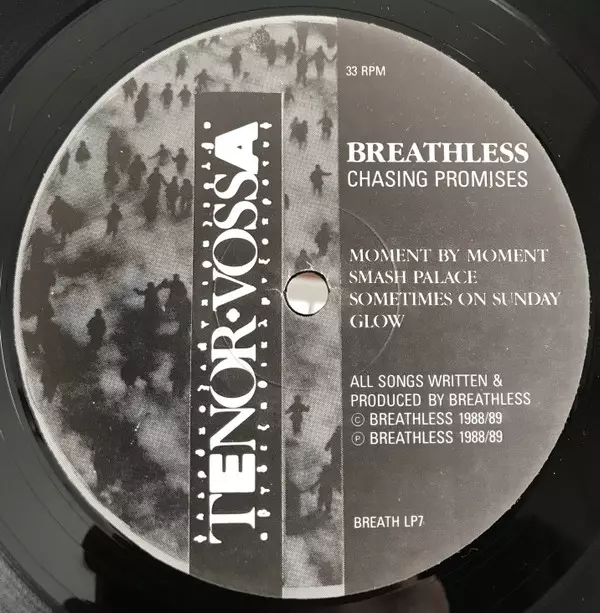 33 RPM
BREATHLESS
CHASING PROMISES
MOMENT BY MOMENT
SMASH PALACE
SOMETIMES ON SUNDAY
GLOW
ALL SONGS WRITTEN &
PRODUCED BY BREATHLESS
© BREATHLESS 1988/89
℗ BREATHLESS 1988/89
BREATH LP7
TENOR·VOSSA